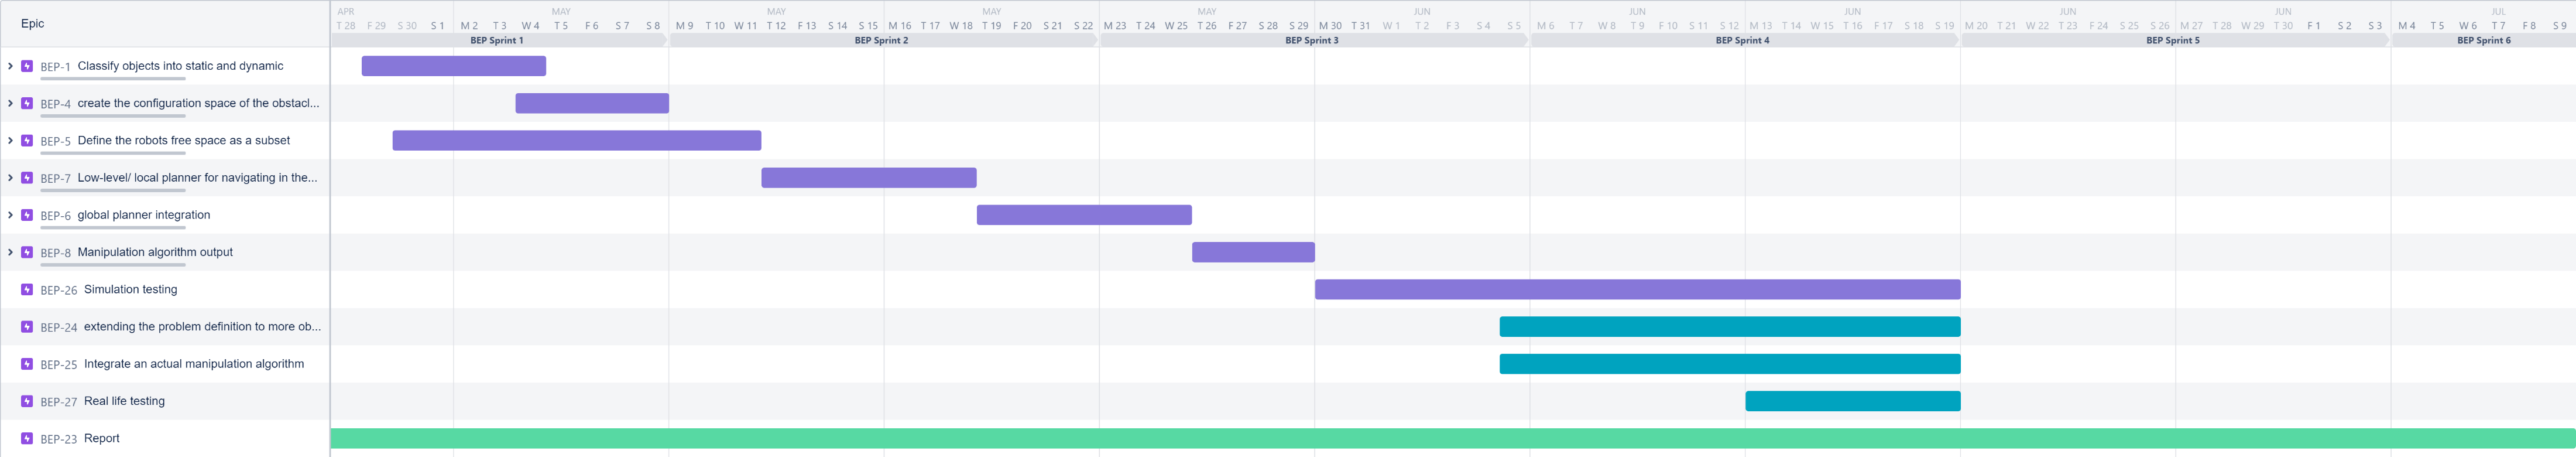 Epic
APR MAY MAY MAY MAY JUN JUN JUN JUN JUN JUL
T 28 F 29 S 30 S 1 M 2 T 3 W 4 T 5 F 6 S 7 S 8 M 9 T 10 W 11 T 12 F 13 S 14 S 15 M 16 T 17 W 18 T 19 F 20 S 21 S 22 M 23 T 24 W 25 T 26 F 27 S 28 S 29 M 30 T 31 W 1 T 2 F 3 S 4 S 5 M 6 T 7 W 8 T 9 F 10 S 11 S 12 M 13 T 14 W 15 T 16 F 17 S 18 S 19 M 20 T 21 W 22 T 23 F 24 S 25 S 26 M 27 T 28 W 29 T 30 F 1 S 2 S 3 M 4 T 5 W 6 T 7 F 8 S 9
BEP Sprint 1 BEP Sprint 2 BEP Sprint 3 BEP Sprint 4 BEP Sprint 5 BEP Sprint 6
BEP-1 Classify objects into static and dynamic
BEP-4 create the configuration space of the obstacl...
BEP-5 Define the robots free space as a subset
BEP-7 Low-level/ local planner for navigating in the...
BEP-6 global planner integration
BEP-8 Manipulation algorithm output
BEP-26 Simulation testing
BEP-24 extending the problem definition to more ob...
BEP-25 Integrate an actual manipulation algorithm
BEP-27 Real life testing
BEP-23 Report